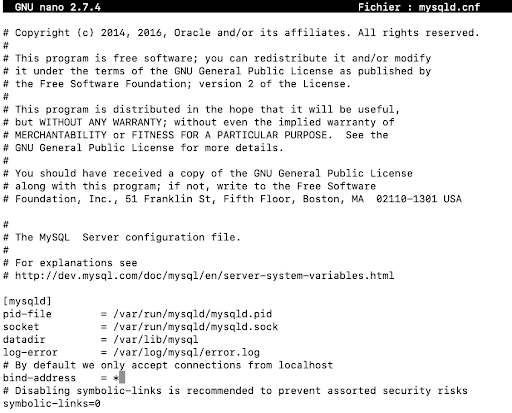 GNU nano 2.7.4 Fichier : mysqld.cnf
# Copyright (c) 2014, 2016, Oracle and/or its affiliates. All rights reserved.
#
# This program is free software; you can redistribute it and/or modify
# it under the terms of the GNU General Public License as published by
# the Free Software Foundation; version 2 of the License.
#
# This program is distributed in the hope that it will be useful,
# but WITHOUT ANY WARRANTY; without even the implied warranty of
# MERCHANTABILITY or FITNESS FOR A PARTICULAR PURPOSE.  See the
# GNU General Public License for more details.
#
# You should have received a copy of the GNU General Public License
# along with this program; if not, write to the Free Software
# Foundation, Inc., 51 Franklin St, Fifth Floor, Boston, MA  02110-1301 USA
#
# The MySQL  Server configuration file.
#
# For explanations see
# http://dev.mysql.com/doc/mysql/en/server-system-variables.html
[mysqld]
pid-file        = /var/run/mysqld/mysqld.pid
socket          = /var/run/mysqld/mysqld.sock
datadir         = /var/lib/mysql
log-error       = /var/log/mysql/error.log
# By default we only accept connections from localhost
bind-address    = *
# Disabling symbolic-links is recommended to prevent assorted security risks
symbolic-links=0